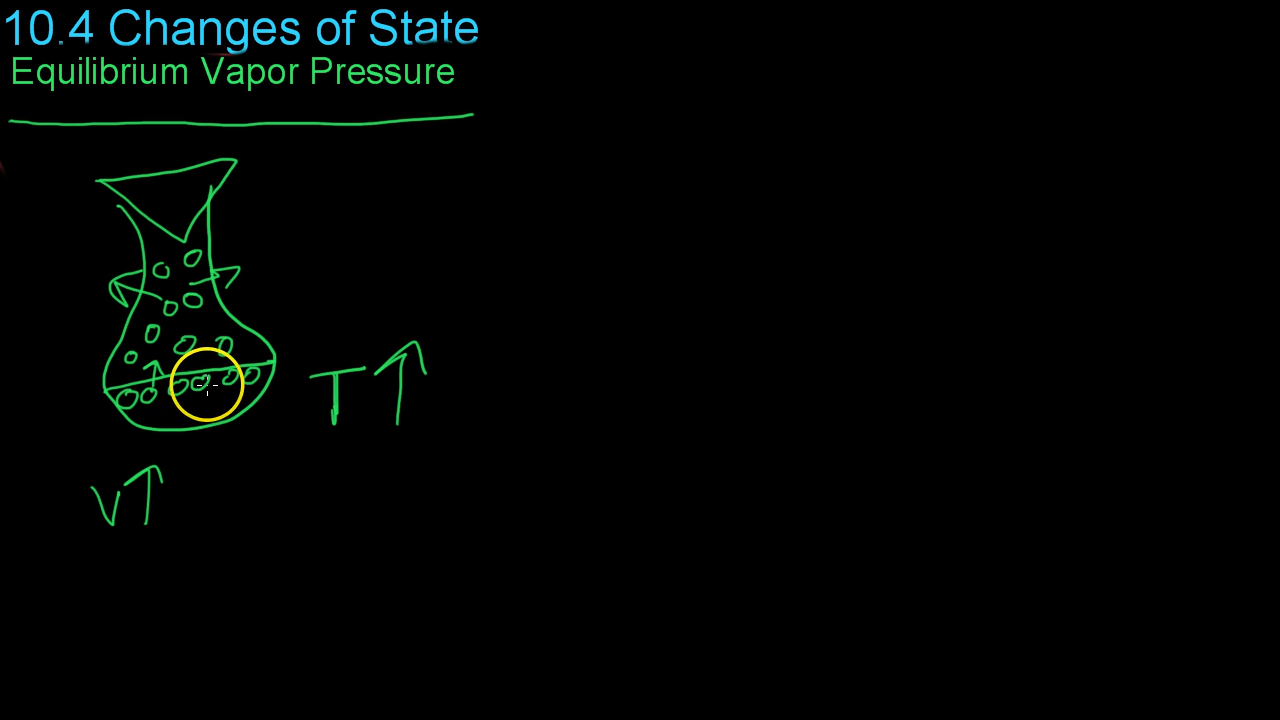 10.4 Changes of State
Equilibrium Vapor Pressure
T↑
V↑